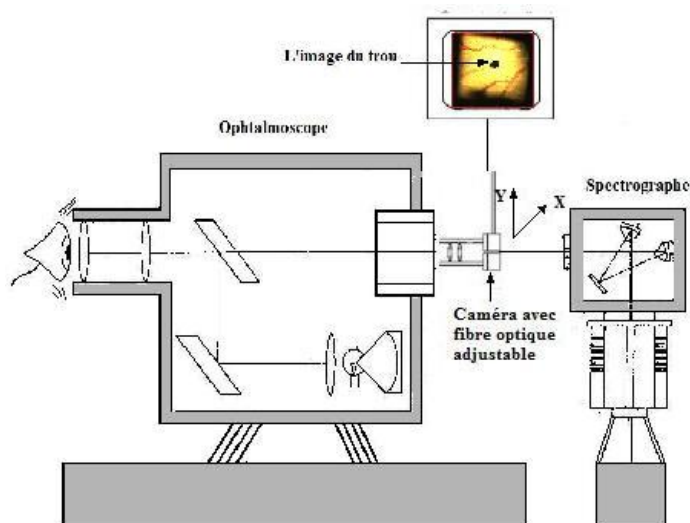 L'image du trou
Ophtalmoscope
Spectrographe
Y
X
Caméra avec
fibre optique
adjustable